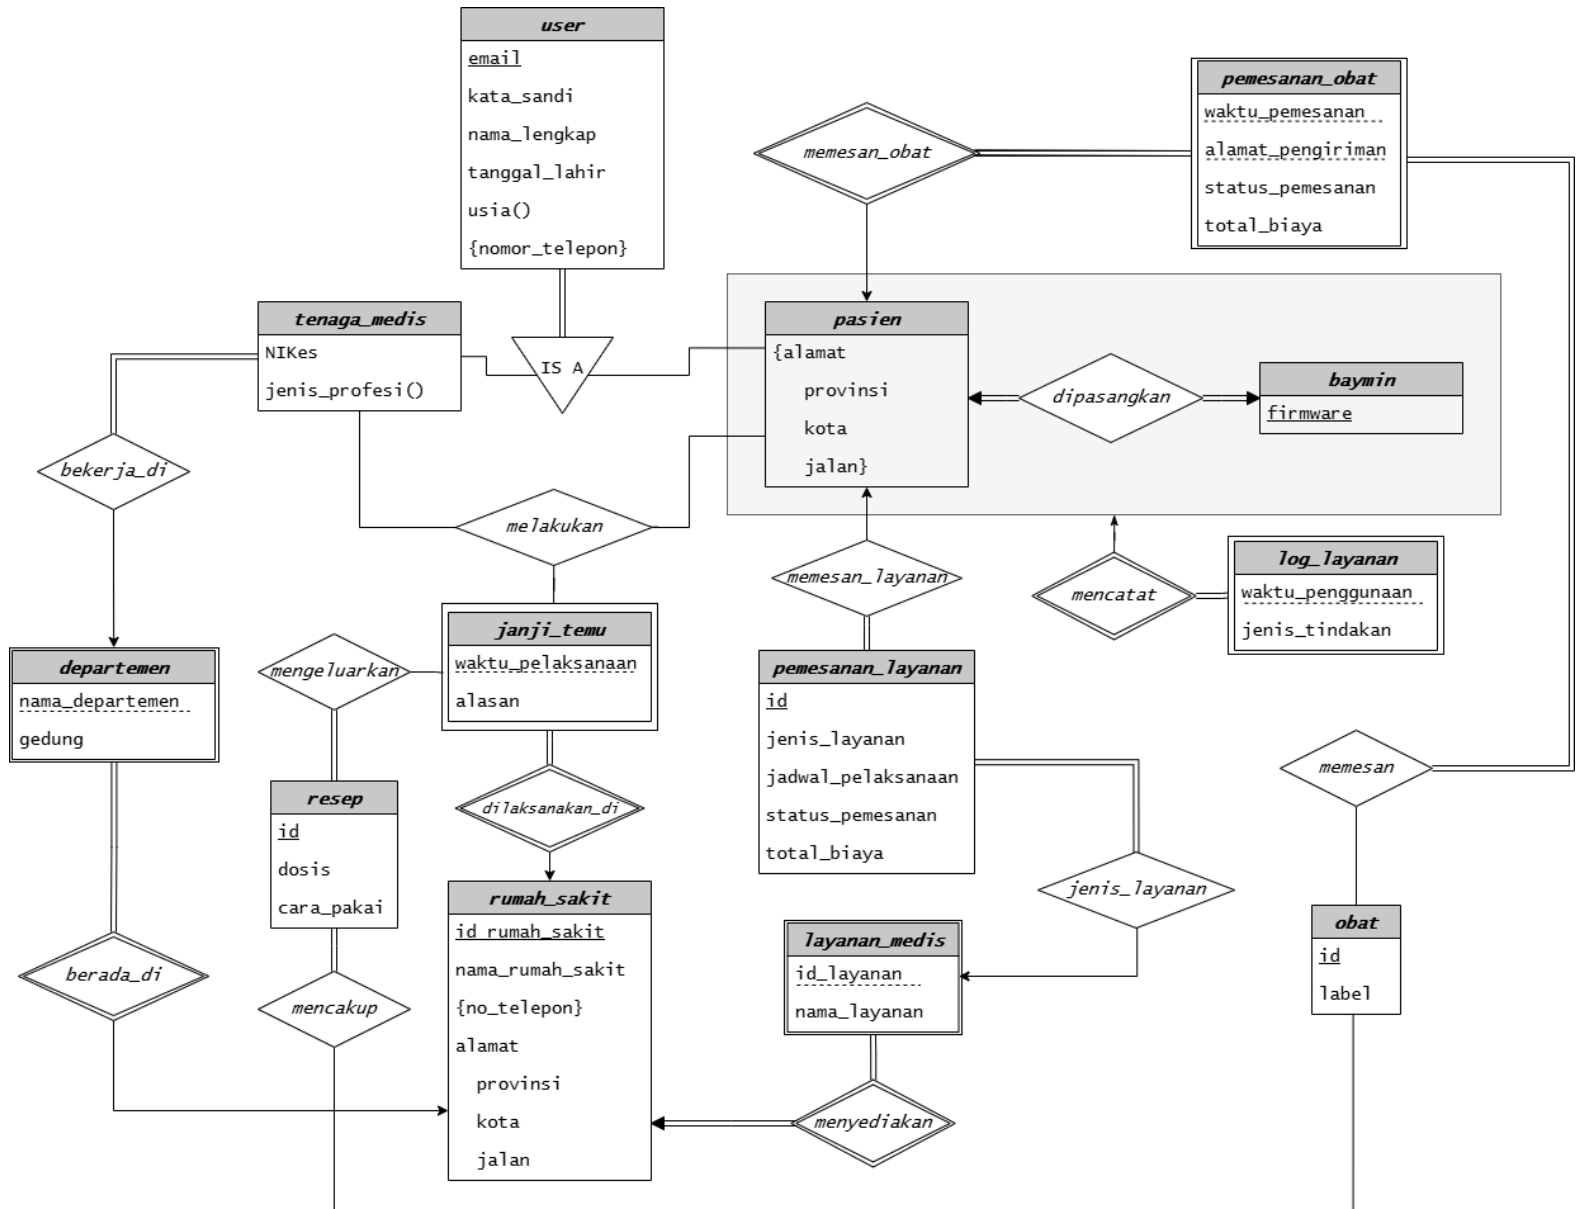 user
email
kata_sandi
nama_lengkap
tanggal_lahir
usia()
{nomor_telepon}
pemesanan_obat
waktu_pemesanan
alamat_pengiriman
status_pemesanan
total_biaya
memesan_obat
tenaga_medis
NIKes
jenis_profesi()
IS A
pasien
{alamat
provinsi
kota
jalan}
dipasangkan
baymin
firmware
bekerja_di
melakukan
memesan_layanan
mencatat
log_layanan
waktu_penggunaan
jenis_tindakan
departemen
nama_departemen
gedung
mengeluarkan
janji_temu
waktu_pelaksanaan
alasan
pemesanan_layanan
id
jenis_layanan
jadwal_pelaksanaan
status_pemesanan
total_biaya
memesan
resep
id
dosis
cara_pakai
dilaksanakan_di
jenis_layanan
rumah_sakit
id_rumah_sakit
nama_rumah_sakit
{no_telepon}
alamat
provinsi
kota
jalan
layanan_medis
id_layanan
nama_layanan
obat
id
label
berada_di
mencakup
menyediakan